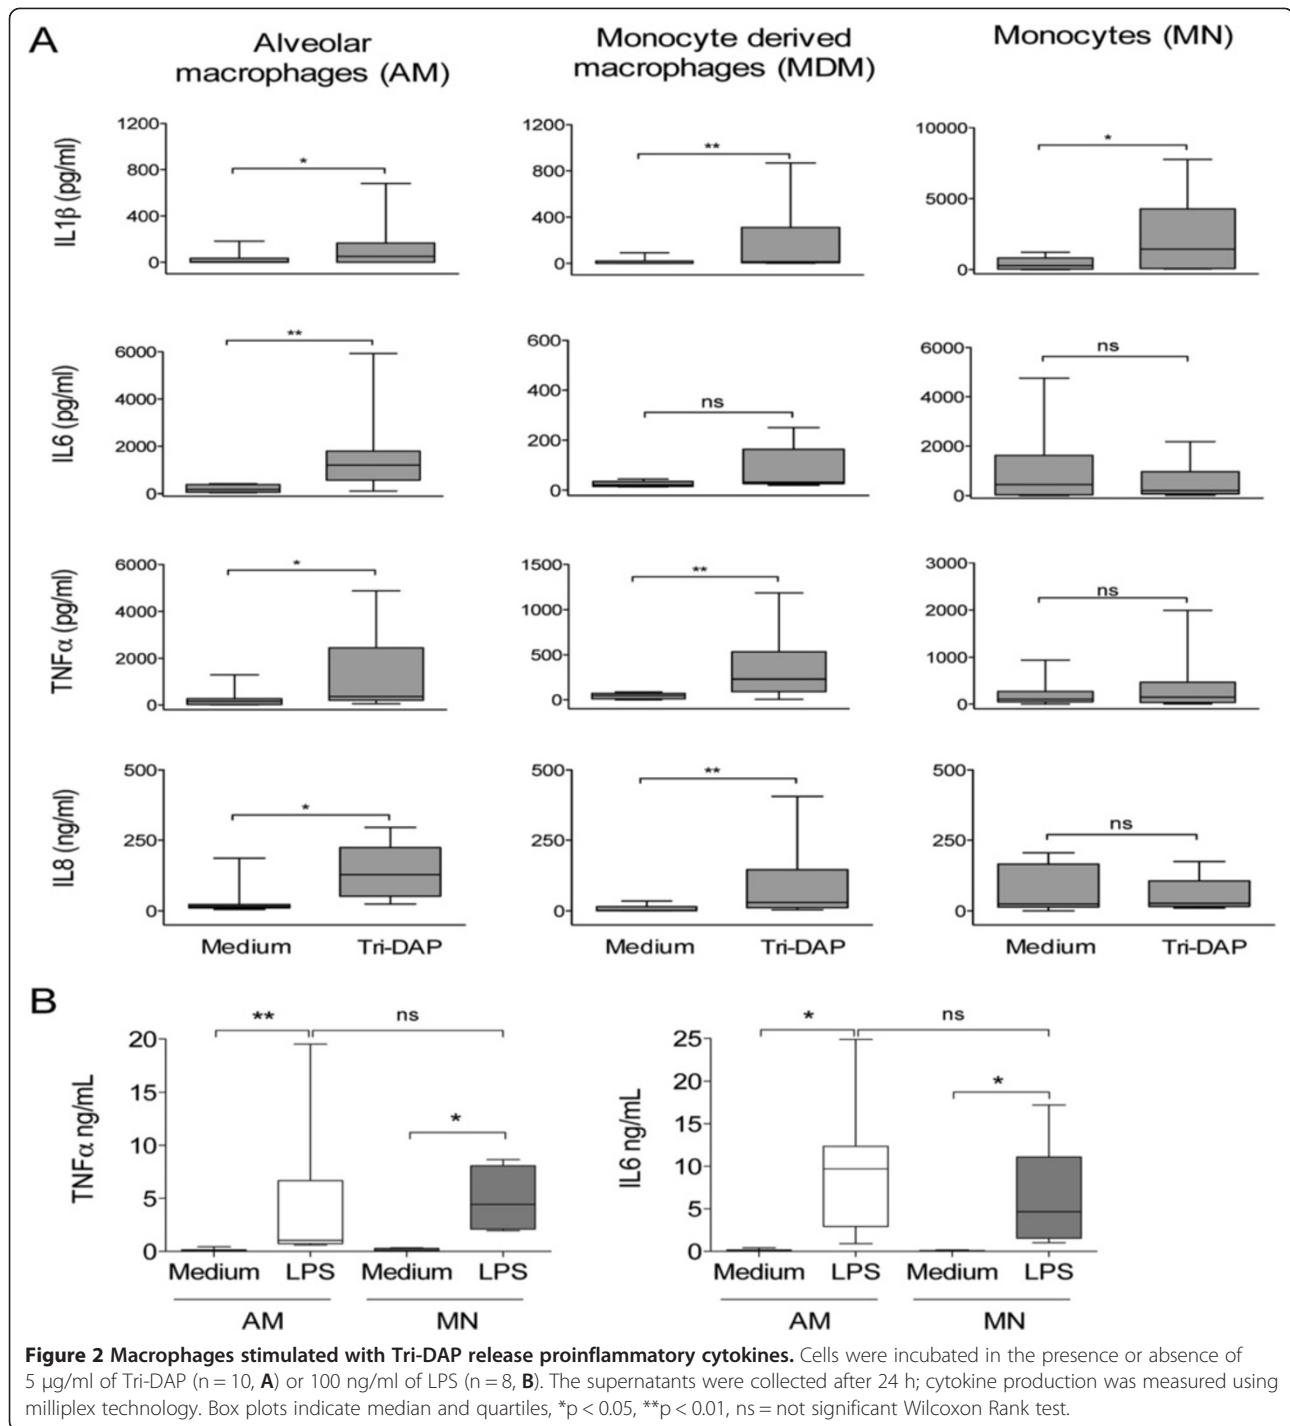 A
Alveolar
macrophages (AM)
Monocyte derived
macrophages (MDM)
Monocytes (MN)
IL1β (pg/ml)
1200
800
400
0
*
1200
800
400
0
**
10000
5000
0
*
IL6 (pg/ml)
6000
4000
2000
0
**
600
400
200
0
ns
6000
4000
2000
0
ns
TNFα (pg/ml)
6000
4000
2000
0
*
1500
1000
500
0
**
3000
2000
1000
0
ns
IL8 (ng/ml)
500
250
0
*
500
250
0
**
500
250
0
ns
Medium Tri-DAP
Medium Tri-DAP
Medium Tri-DAP
B
TNFα ng/mL
20
15
10
5
0
** ns
*
Medium LPS Medium LPS
AM MN
IL6 ng/mL
25
20
15
10
5
0
* ns
*
Medium LPS Medium LPS
AM MN
Figure 2 Macrophages stimulated with Tri-DAP release proinflammatory cytokines. Cells were incubated in the presence or absence of
5 μg/ml of Tri-DAP (n = 10, A) or 100 ng/ml of LPS (n = 8, B). The supernatants were collected after 24 h; cytokine production was measured using
milliplex technology. Box plots indicate median and quartiles, *p < 0.05, **p < 0.01, ns = not significant Wilcoxon Rank test.